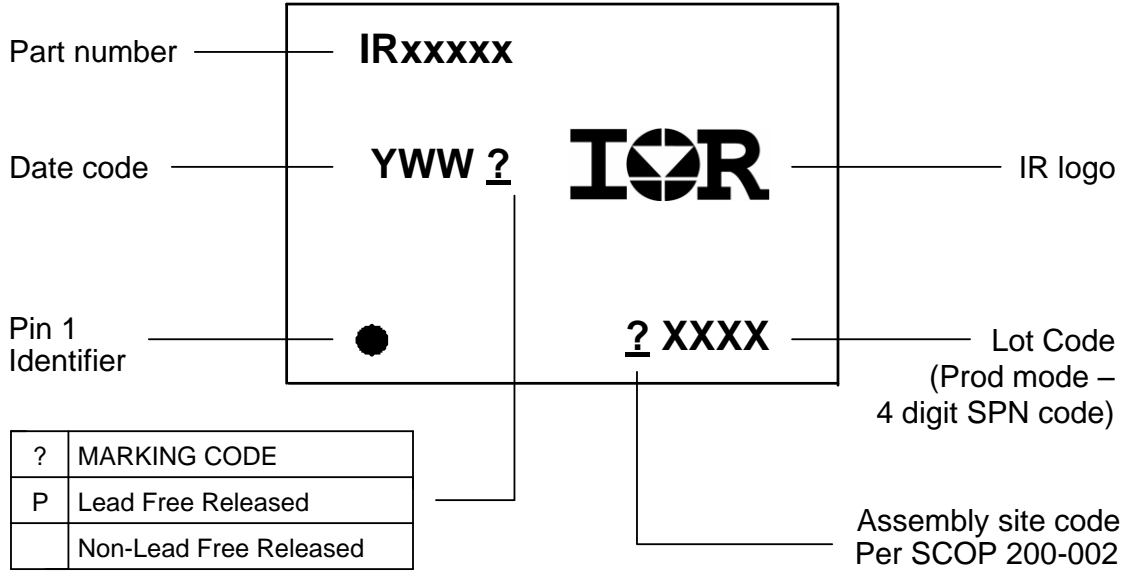 Part number
IRxxxxx
Date code
YWW ?
IOR
IR logo
Pin 1
Identifier
? XXXX
Lot Code
(Prod mode –
4 digit SPN code)
? MARKING CODE
P Lead Free Released
Non-Lead Free Released
Assembly site code
Per SCOP 200-002